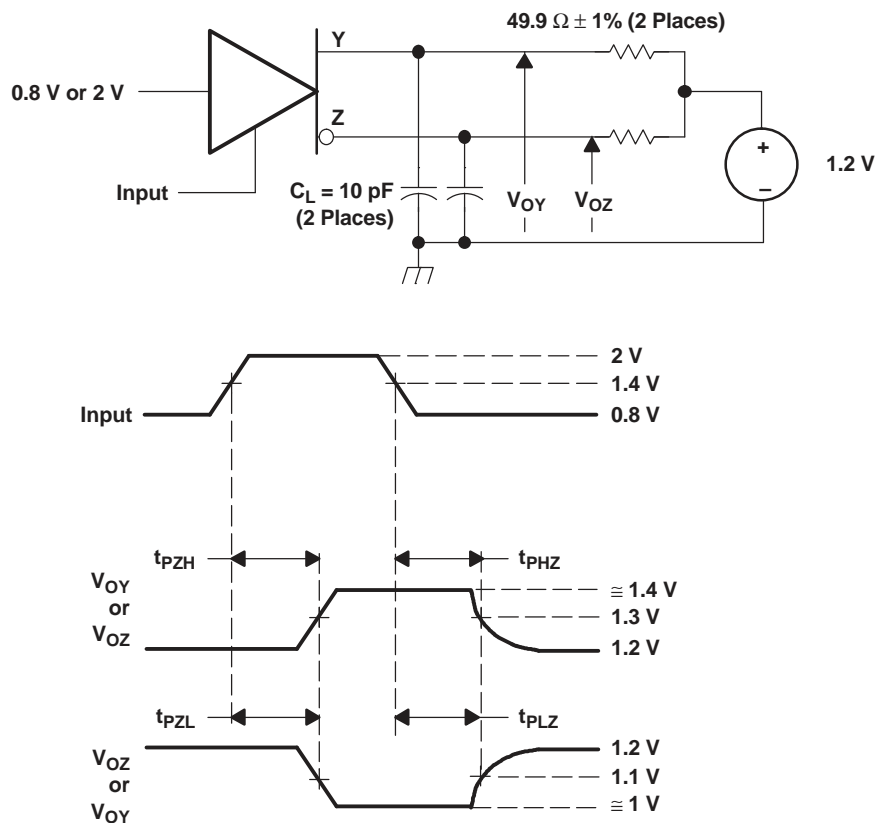 49.9 Ω ± 1% (2 Places)
Y
0.8 V or 2 V
Z
+
1.2 V
Input
C_L = 10 pF
(2 Places)
V_OY
V_OZ
–
2 V
1.4 V
Input
0.8 V
t_PZH
t_PHZ
V_OY
or
V_OZ
≅ 1.4 V
1.3 V
1.2 V
t_PZL
t_PLZ
V_OZ
or
V_OY
1.2 V
1.1 V
≅ 1 V